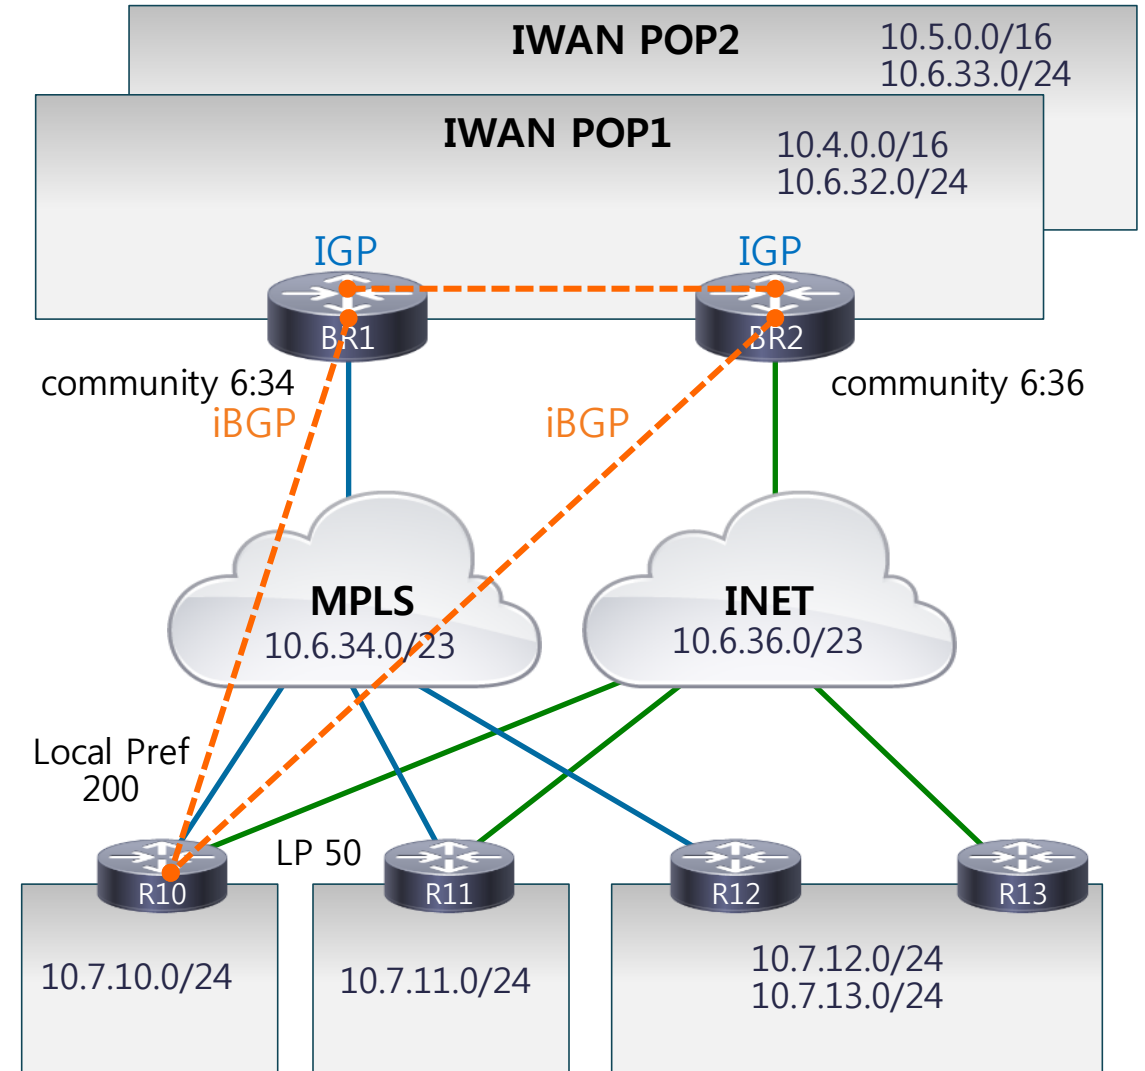 IWAN POP2
10.5.0.0/16
10.6.33.0/24
IWAN POP1
10.4.0.0/16
10.6.32.0/24
IGP
IGP
BR1
BR2
community 6:34
community 6:36
iBGP
iBGP
MPLS
10.6.34.0/23
INET
10.6.36.0/23
Local Pref
200
LP 50
R10
R11
R12
R13
10.7.10.0/24
10.7.11.0/24
10.7.12.0/24
10.7.13.0/24